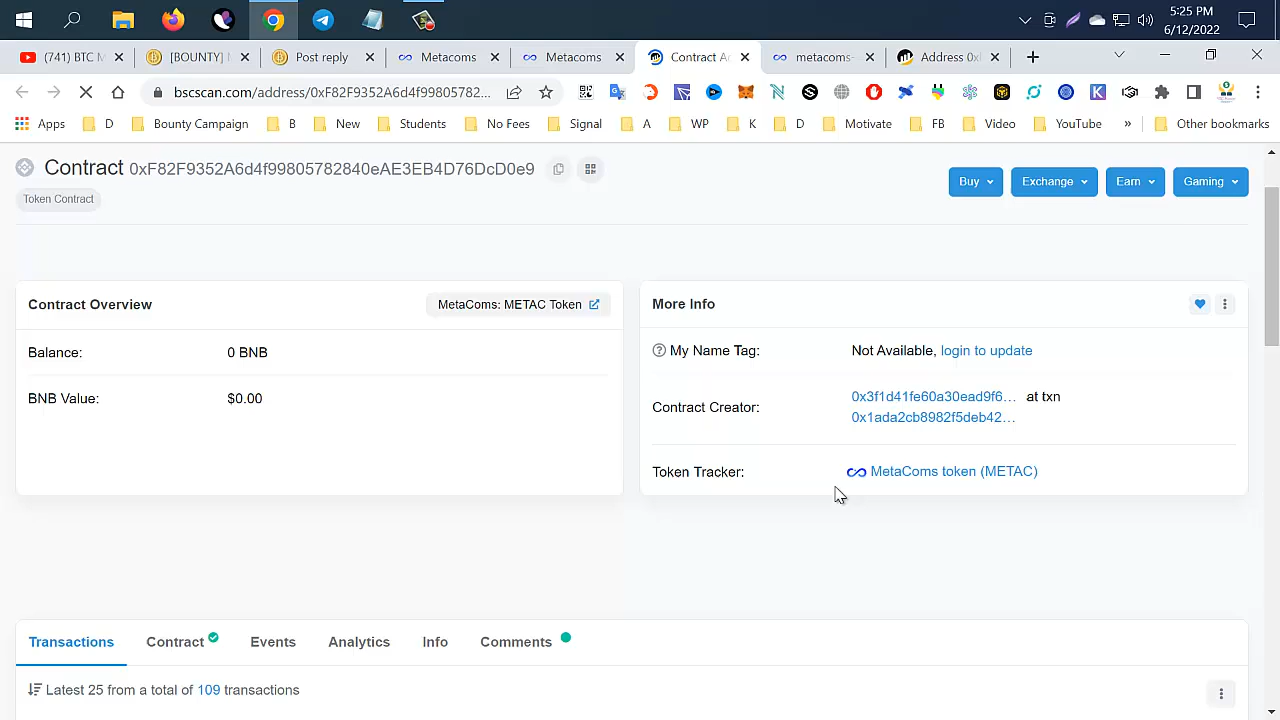 5:25 PM
6/12/2022
(741) BTC M
[BOUNTY]
Post reply
Metacoms
Metacoms
Contract A
metacoms-
Address 0x
bscscan.com/address/0xF82F9352A6d4f99805782...
Apps D Bounty Campaign B New Students No Fees Signal A WP K D Motivate FB Video YouTube » Other bookmarks
Contract 0xF82F9352A6d4f99805782840eAE3EB4D76DcD0e9
Buy Exchange Earn Gaming
Token Contract
Contract Overview
MetaComs: METAC Token
Balance: 0 BNB
BNB Value: $0.00
More Info
My Name Tag: Not Available, login to update
Contract Creator: 0x3f1d41fe60a30ead9f6... at txn
0x1ada2cb8982f5deb42...
Token Tracker: MetaComs token (METAC)
Transactions Contract Events Analytics Info Comments
Latest 25 from a total of 109 transactions